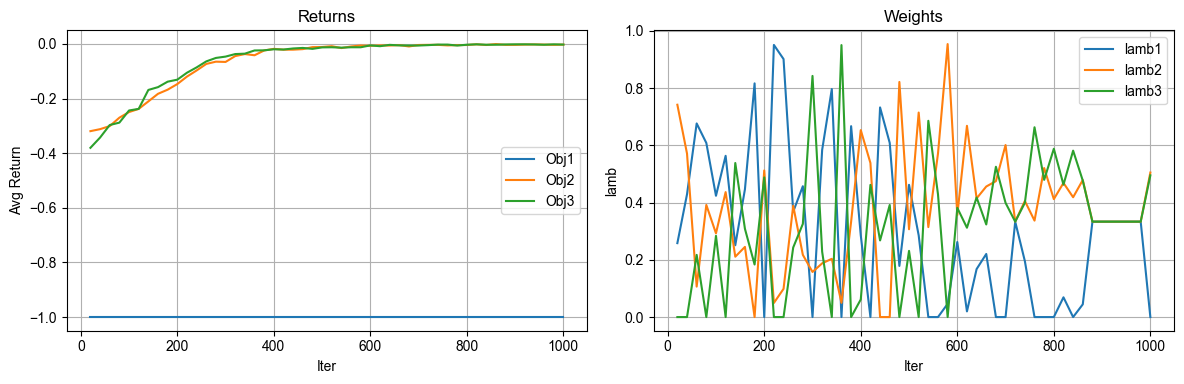 Returns
Avg Return
0.0
−0.2
−0.4
−0.6
−0.8
−1.0
Obj1
Obj2
Obj3
0
200
400
600
800
1000
Iter
Weights
lamb
1.0
0.8
0.6
0.4
0.2
0.0
lamb1
lamb2
lamb3
0
200
400
600
800
1000
Iter